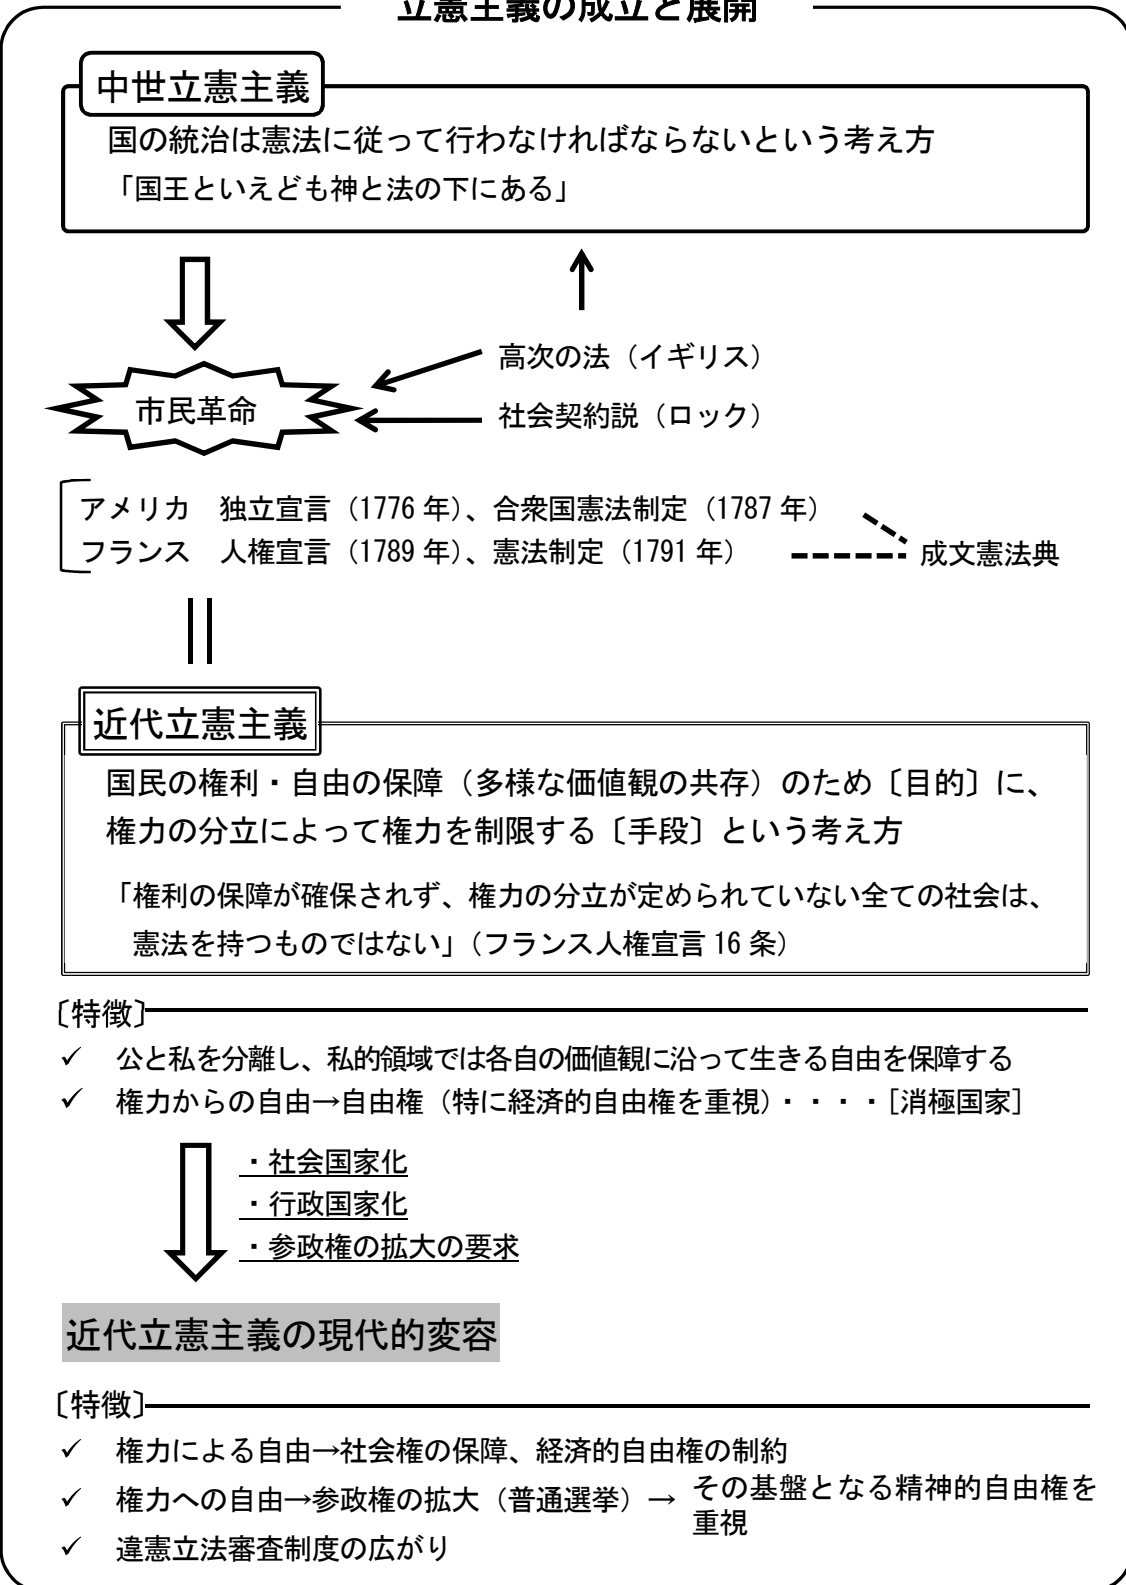 立憲主義の成立と展開
中世立憲主義
国の統治は憲法に従って行わなければならないという考え方
「国王といえども神と法の下にある」
高次の法（イギリス）
市民革命
社会契約説（ロック）
アメリカ　独立宣言（1776 年）、合衆国憲法制定（1787 年）
フランス　人権宣言（1789 年）、憲法制定（1791 年）
成文憲法典
近代立憲主義
国民の権利・自由の保障（多様な価値観の共存）のため〔目的〕に、
権力の分立によって権力を制限する〔手段〕という考え方
「権利の保障が確保されず、権力の分立が定められていない全ての社会は、
憲法を持つものではない」（フランス人権宣言 16 条）
〔特徴〕
✓　公と私を分離し、私的領域では各自の価値観に沿って生きる自由を保障する
✓　権力からの自由→自由権（特に経済的自由権を重視）・・・・［消極国家］
・社会国家化
・行政国家化
・参政権の拡大の要求
近代立憲主義の現代的変容
〔特徴〕
✓　権力による自由→社会権の保障、経済的自由権の制約
✓　権力への自由→参政権の拡大（普通選挙）→ その基盤となる精神的自由権を
重視
✓　違憲立法審査制度の広がり